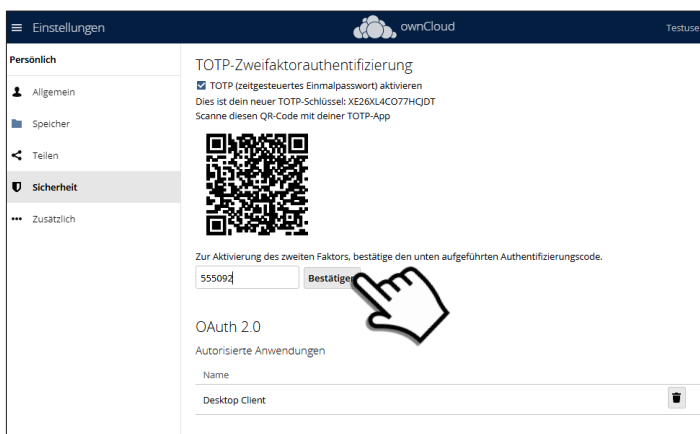 Einstellungen
ownCloud
Testuse
Persönlich
Allgemein
Speicher
Teilen
Sicherheit
Zusätzlich
TOTP-Zweifaktorauthentifizierung
TOTP (zeitgesteuertes Einmalpasswort) aktivieren
Dies ist dein neuer TOTP-Schlüssel: XE26XL4CO77HCJDT
Scanne diesen QR-Code mit deiner TOTP-App
Zur Aktivierung des zweiten Faktors, bestätige den unten aufgeführten Authentifizierungscode.
555092
Bestätigen
OAuth 2.0
Autorisierte Anwendungen
Name
Desktop Client